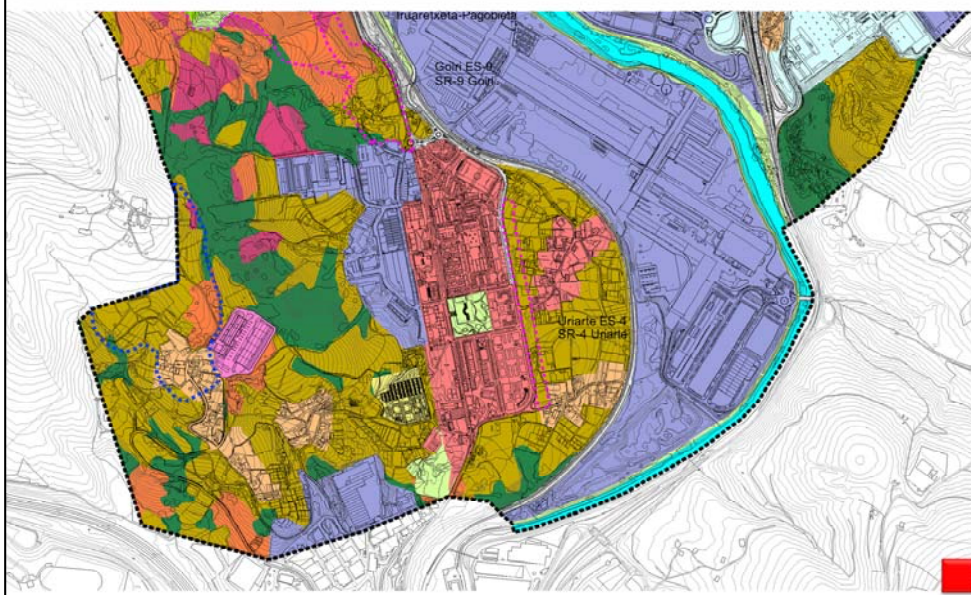 Iruaretxeta-Pagobieta
Goiri ES-9
SR-9 Goiri
Uriarte ES-4
SR-4 Uriarte